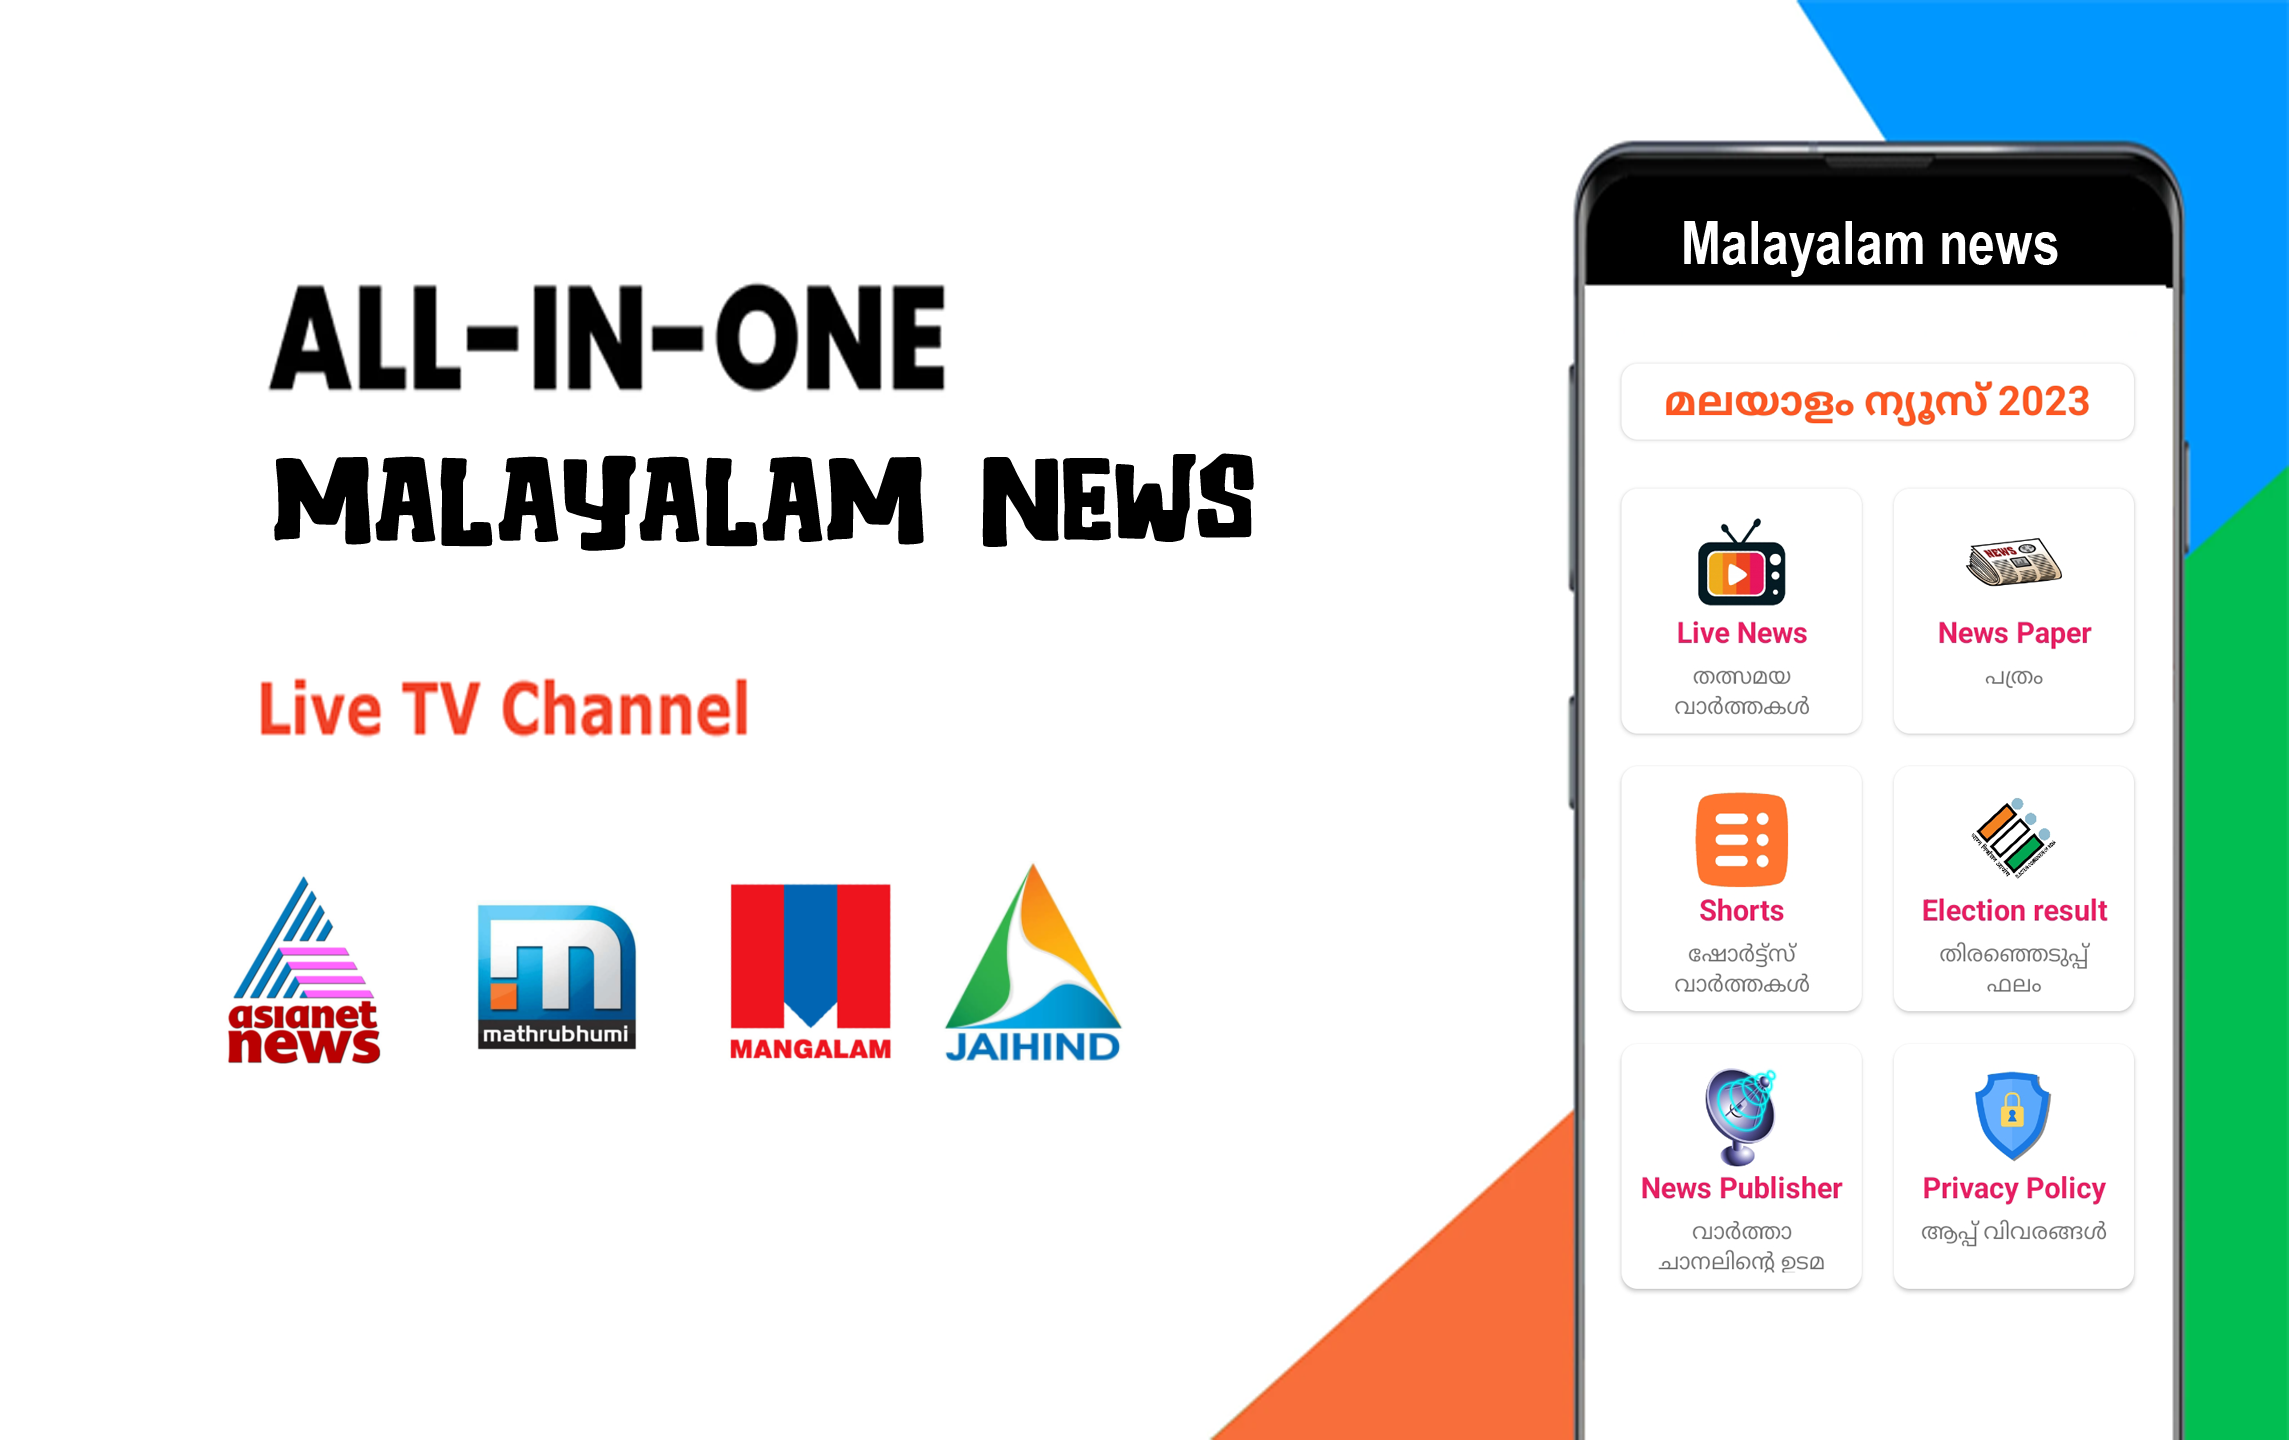 ALL-IN-ONE
MALAYALAM NEWS
Live TV Channel
asianet
news
mathrubhumi
MANGALAM
JAIHIND
Malayalam news
മലയാളം ന്യൂസ് 2023
Live News
തത്സമയ
വാർത്തകൾ
NEWS
News Paper
പത്രം
Shorts
ഷോർട്ട്സ്
വാർത്തകൾ
Election result
തിരഞ്ഞെടുപ്പ്
ഫലം
News Publisher
വാർത്താ
ചാനലിന്റെ ഉടമ
Privacy Policy
ആപ്പ് വിവരങ്ങൾ